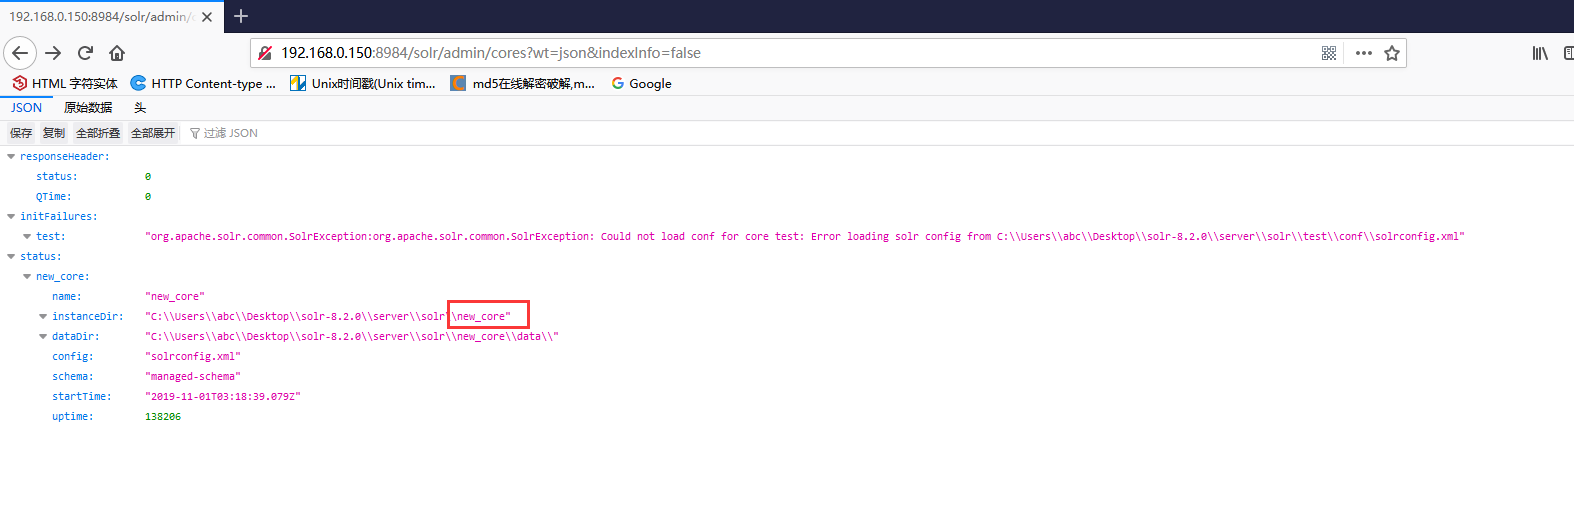 192.168.0.150:8984/solr/admin/c
192.168.0.150:8984/solr/admin/cores?wt=json&indexInfo=false
HTML 字符实体 HTTP Content-type ... Unix时间戳(Unix tim... md5在线解密破解,m... Google
JSON 原始数据 头
保存 复制 全部折叠 全部展开 过滤 JSON
responseHeader:
status: 0
QTime: 0
initFailures:
test: "org.apache.solr.common.SolrException:org.apache.solr.common.SolrException: Could not load conf for core test: Error loading solr config from C:\\Users\\abc\\Desktop\\solr-8.2.0\\server\\solr\\test\\conf\\solrconfig.xml"
status:
new_core:
name: "new_core"
instanceDir: "C:\\Users\\abc\\Desktop\\solr-8.2.0\\server\\solr\\new_core"
dataDir: "C:\\Users\\abc\\Desktop\\solr-8.2.0\\server\\solr\\new_core\\data\\"
config: "solrconfig.xml"
schema: "managed-schema"
startTime: "2019-11-01T03:18:39.079Z"
uptime: 138206